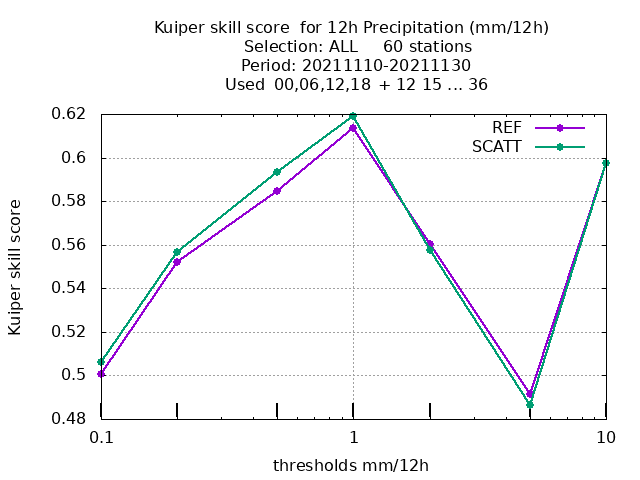 Kuiper skill score  for 12h Precipitation (mm/12h)
Selection: ALL     60 stations
Period: 20211110-20211130
Used  00,06,12,18  + 12 15 ... 36
REF
SCATT
0.62
0.6
0.58
0.56
0.54
0.52
0.5
0.48
Kuiper skill score
0.1 1 10
thresholds mm/12h